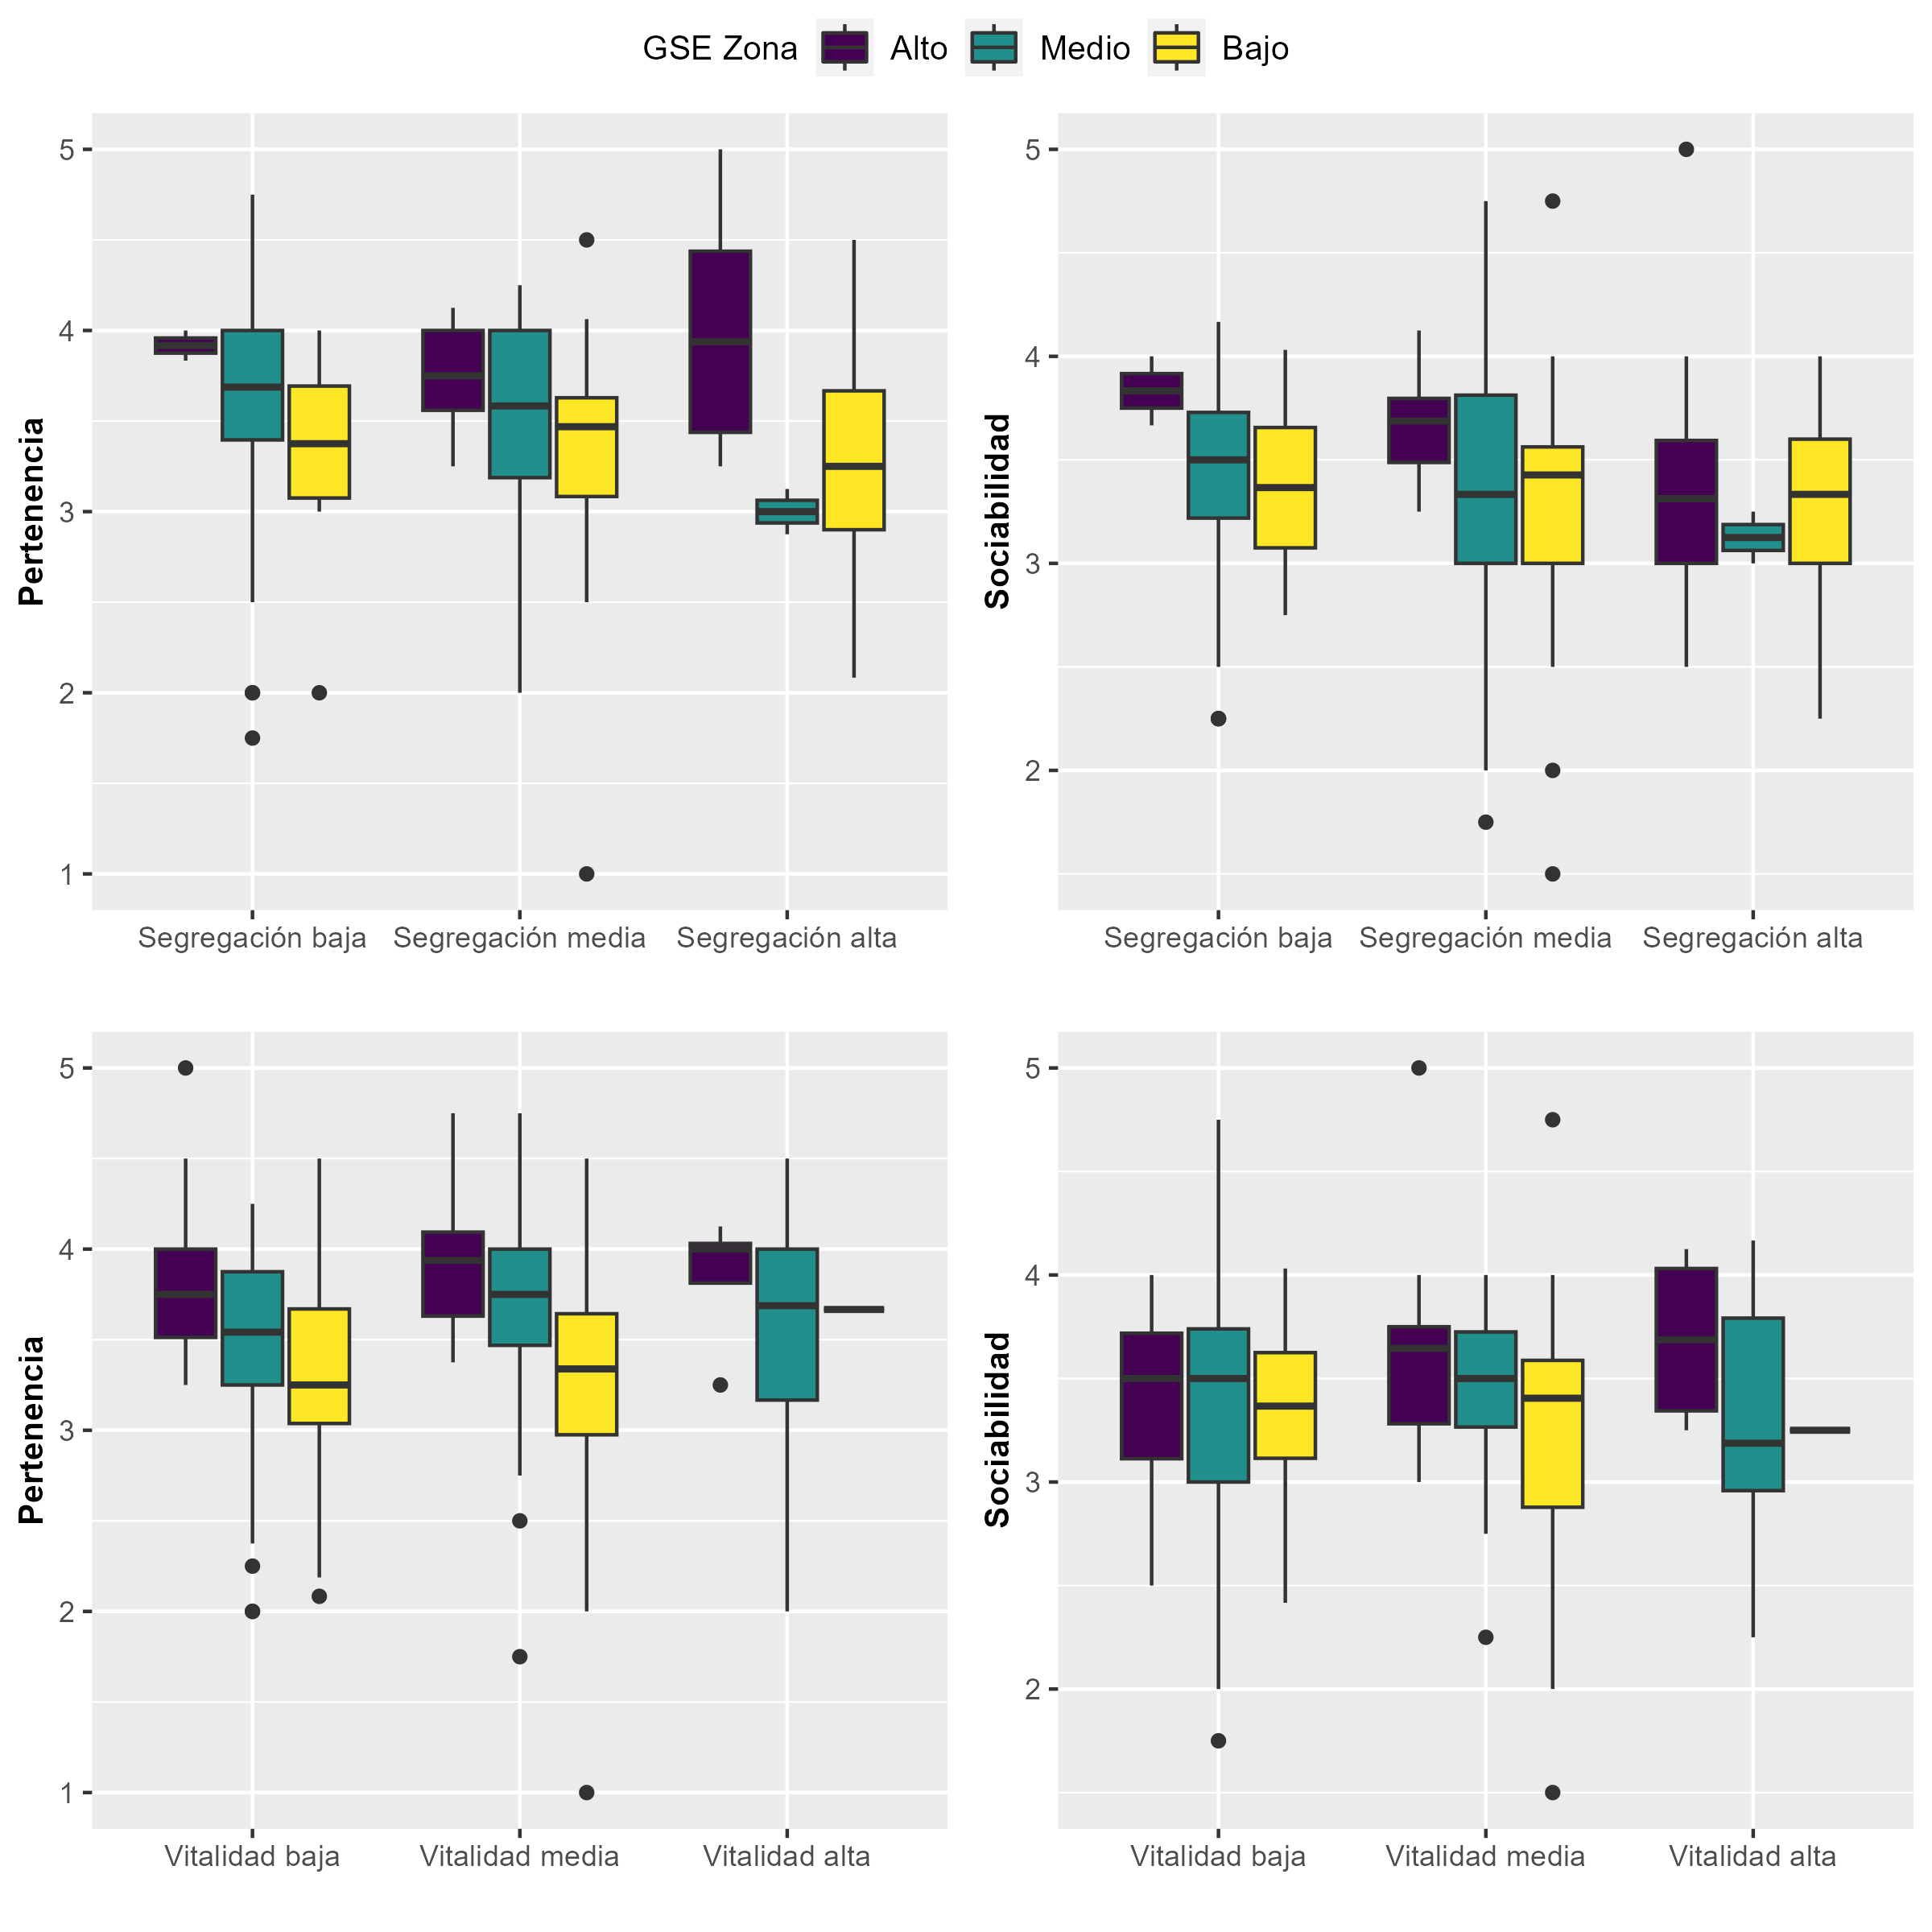 GSE Zona Alto Medio Bajo
Pertenencia
5
4
3
2
1
Segregación baja Segregación media Segregación alta
Sociabilidad
5
4
3
2
Segregación baja Segregación media Segregación alta
Pertenencia
5
4
3
2
1
Vitalidad baja Vitalidad media Vitalidad alta
Sociabilidad
5
4
3
2
Vitalidad baja Vitalidad media Vitalidad alta